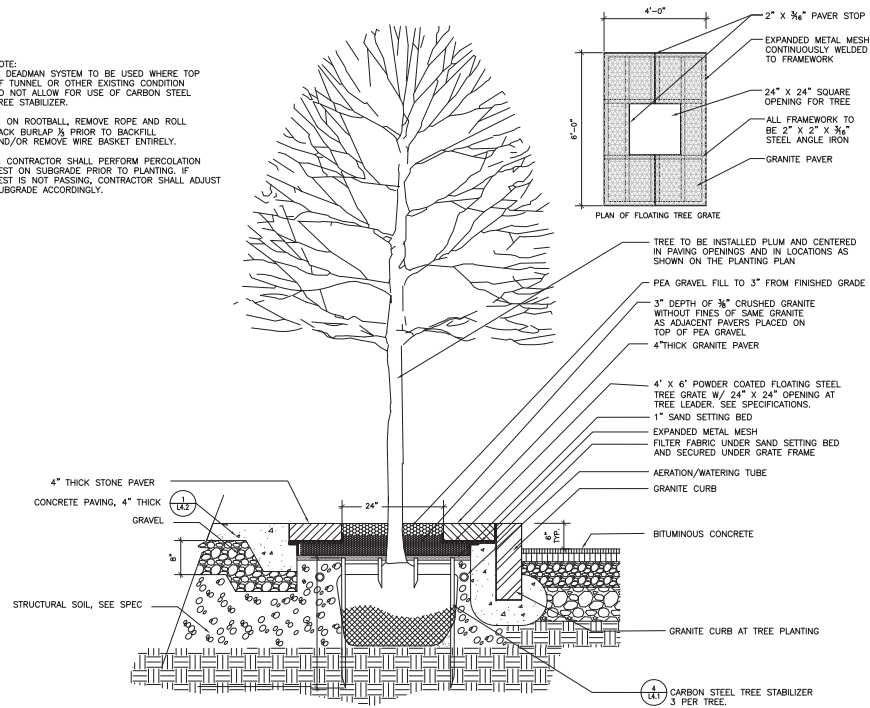 OTE:
DEADMAN SYSTEM TO BE USED WHERE TOP
F TUNNEL OR OTHER EXISTING CONDITION
O NOT ALLOW FOR USE OF CARBON STEEL
REE STABILIZER.
ON ROOTBALL, REMOVE ROPE AND ROLL
ACK BURLAP ⅓ PRIOR TO BACKFILL
ND/OR REMOVE WIRE BASKET ENTIRELY.
CONTRACTOR SHALL PERFORM PERCOLATION
EST ON SUBGRADE PRIOR TO PLANTING. IF
EST IS NOT PASSING, CONTRACTOR SHALL ADJUST
UBGRADE ACCORDINGLY.
4'-0"
6'-0"
2" X 3/16" PAVER STOP
EXPANDED METAL MESH
CONTINUOUSLY WELDED
TO FRAMEWORK
24" X 24" SQUARE
OPENING FOR TREE
ALL FRAMEWORK TO
BE 2" X 2" X 3/16"
STEEL ANGLE IRON
GRANITE PAVER
PLAN OF FLOATING TREE GRATE
TREE TO BE INSTALLED PLUM AND CENTERED
IN PAVING OPENINGS AND IN LOCATIONS AS
SHOWN ON THE PLANTING PLAN
PEA GRAVEL FILL TO 3" FROM FINISHED GRADE
3" DEPTH OF ⅜" CRUSHED GRANITE
WITHOUT FINES OF SAME GRANITE
AS ADJACENT PAVERS PLACED ON
TOP OF PEA GRAVEL
4"THICK GRANITE PAVER
4' X 6' POWDER COATED FLOATING STEEL
TREE GRATE W/ 24" X 24" OPENING AT
TREE LEADER. SEE SPECIFICATIONS.
1" SAND SETTING BED
EXPANDED METAL MESH
FILTER FABRIC UNDER SAND SETTING BED
AND SECURED UNDER GRATE FRAME
AERATION/WATERING TUBE
GRANITE CURB
4" THICK STONE PAVER
CONCRETE PAVING, 4" THICK
1
L4.2
GRAVEL
8"
24"
6"
TYP.
BITUMINOUS CONCRETE
STRUCTURAL SOIL, SEE SPEC
GRANITE CURB AT TREE PLANTING
4
L4.1
CARBON STEEL TREE STABILIZER
3 PER TREE.